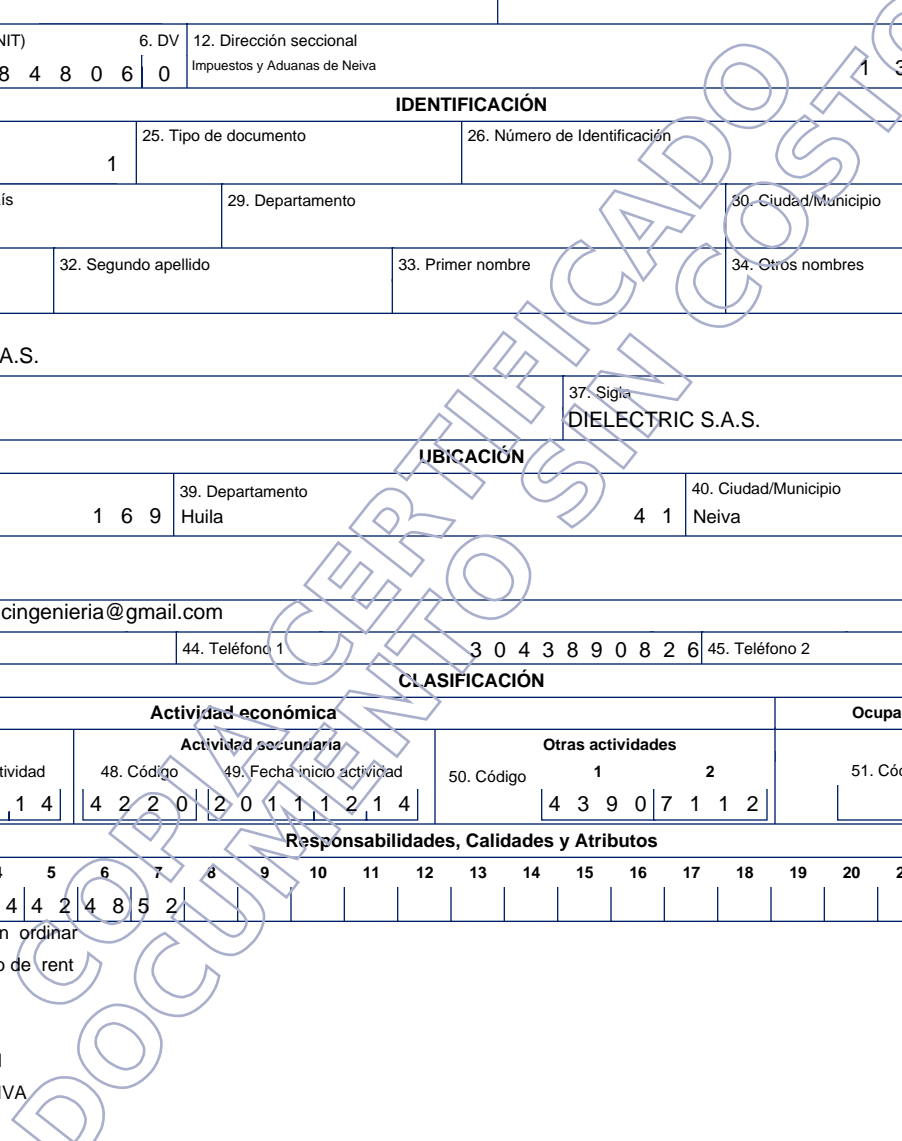 NIT) 6. DV 12. Dirección seccional
8 4 8 0 6 0 Impuestos y Aduanas de Neiva 1 3
IDENTIFICACIÓN
25. Tipo de documento 26. Número de Identificación
1
ís 29. Departamento 30. Ciudad/Municipio
32. Segundo apellido 33. Primer nombre 34. Otros nombres
A.S.
37. Sigla
DIELECTRIC S.A.S.
UBICACIÓN
39. Departamento 40. Ciudad/Municipio
1 6 9 Huila 4 1 Neiva
cingenieria@gmail.com
44. Teléfono 1 3 0 4 3 8 9 0 8 2 6 45. Teléfono 2
CLASIFICACIÓN
Actividad económica Ocupa
Actividad secundaria Otras actividades
tividad 48. Código 49. Fecha inicio actividad 50. Código 1 2 51. Cód
1 4 4 2 2 0 2 0 1 1 1 2 1 4 4 3 9 0 7 1 1 2
Responsabilidades, Calidades y Atributos
4 5 6 7 8 9 10 11 12 13 14 15 16 17 18 19 20 2
4 4 2 4 8 5 2
n ordinar
o de rent
IVA
COPIA CERTIFICADO
DOCUMENTO SIN COSTO